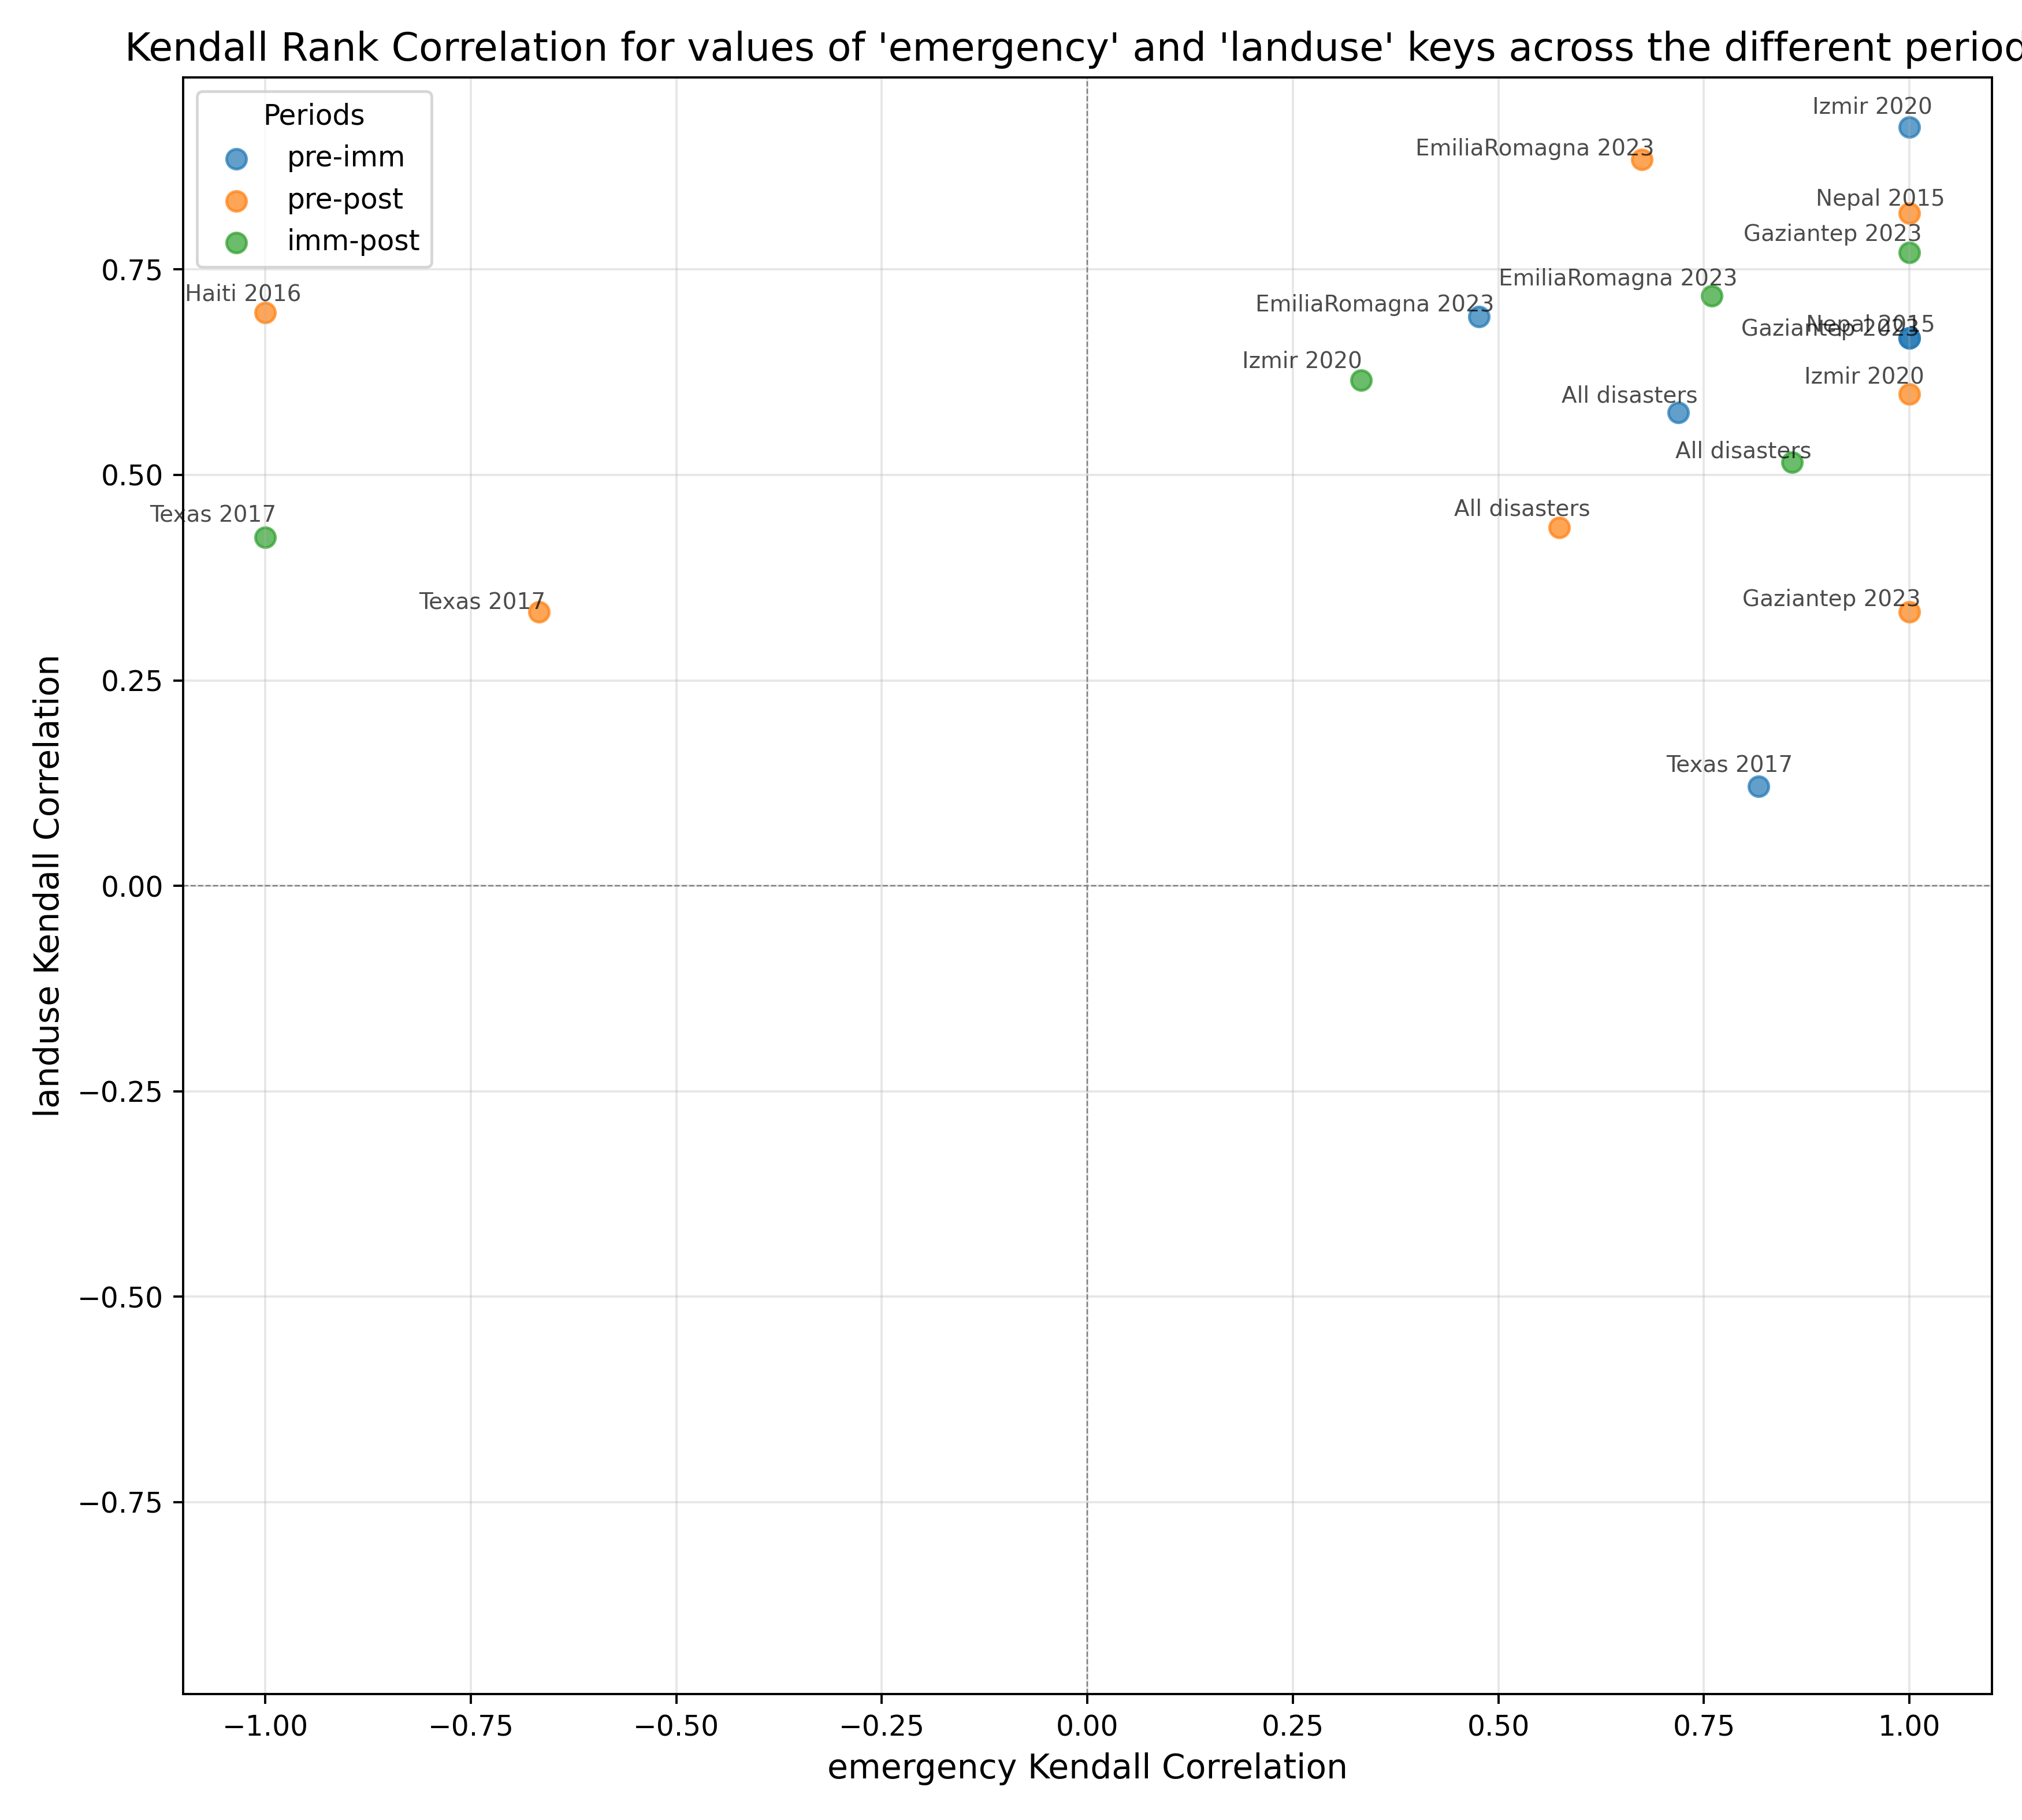 Kendall Rank Correlation for values of 'emergency' and 'landuse' keys across the different period
Periods
pre-imm
pre-post
imm-post
Izmir 2020
EmiliaRomagna 2023
Nepal 2015
Gaziantep 2023
EmiliaRomagna 2023
Haiti 2016
EmiliaRomagna 2023
Nepal 2015
Gaziantep 2023
Izmir 2020
Izmir 2020
All disasters
All disasters
Texas 2017
All disasters
Texas 2017
Gaziantep 2023
Texas 2017
0.75
0.50
0.25
0.00
−0.25
−0.50
−0.75
landuse Kendall Correlation
−1.00
−0.75
−0.50
−0.25
0.00
0.25
0.50
0.75
1.00
emergency Kendall Correlation